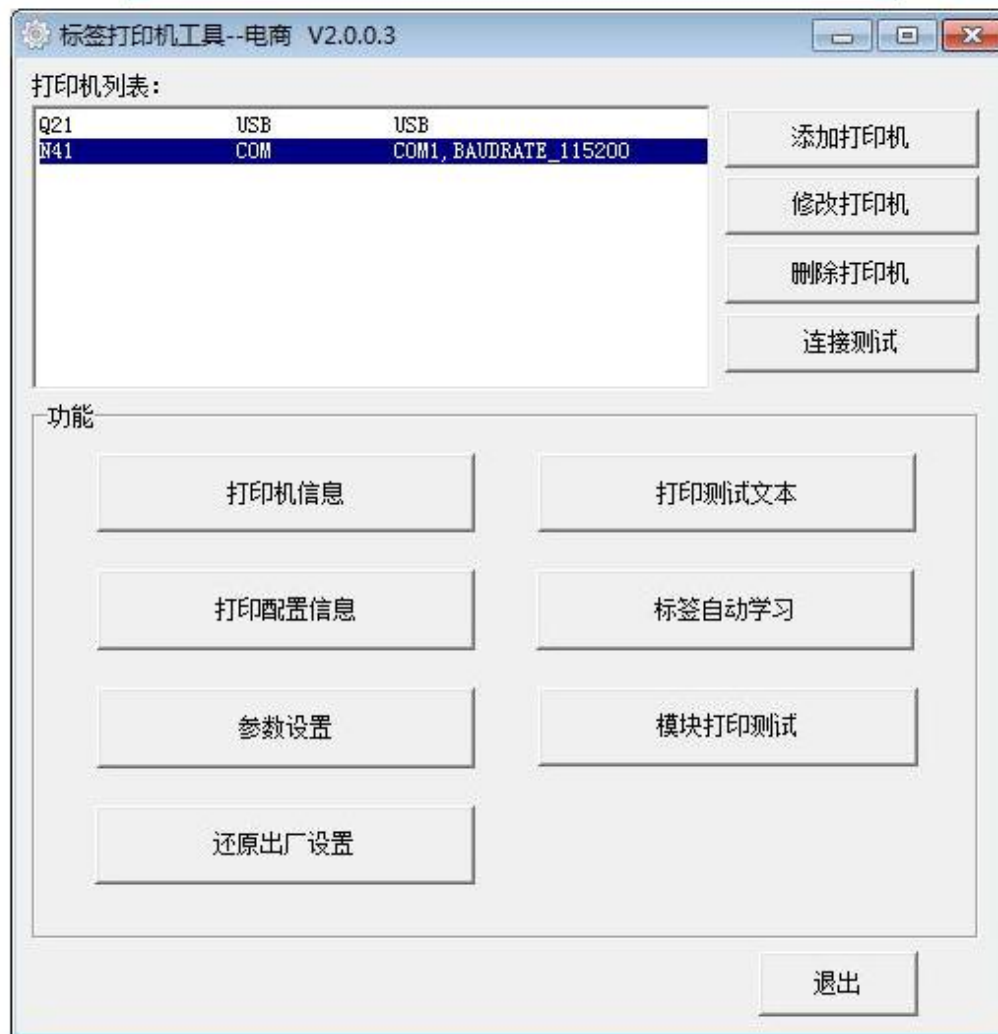 标签打印机工具--电商 V2.0.0.3
打印机列表:
Q21 USB USB
N41 COM COM1,BAUDRATE_115200
添加打印机
修改打印机
删除打印机
连接测试
功能
打印机信息 打印测试文本
打印配置信息 标签自动学习
参数设置 模块打印测试
还原出厂设置
退出